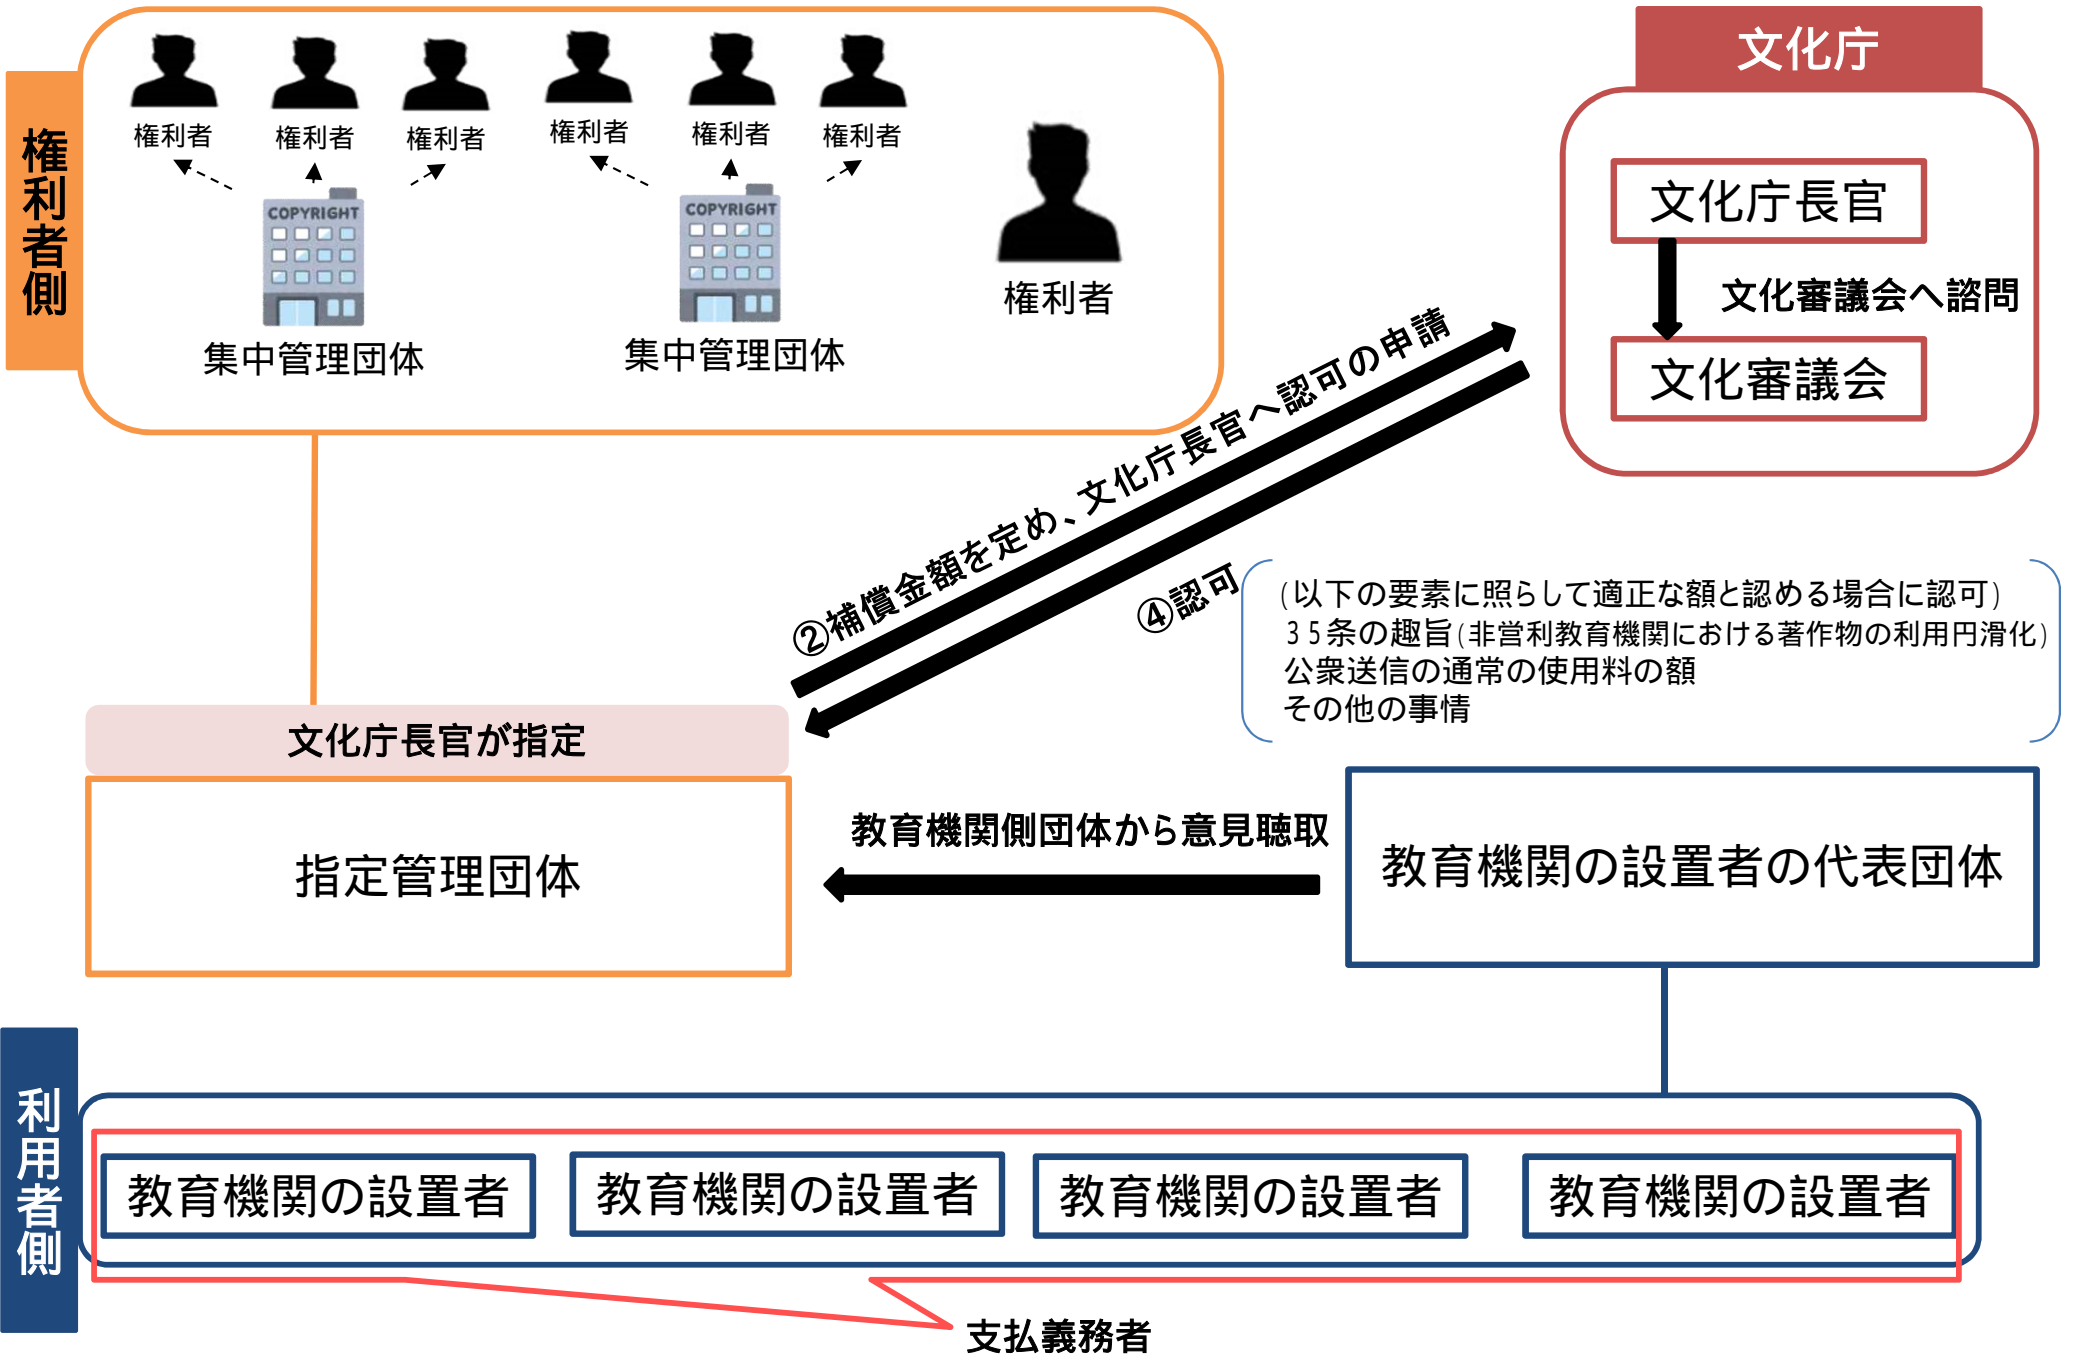 権利者側
権利者
権利者
権利者
権利者
権利者
権利者
COPYRIGHT
COPYRIGHT
集中管理団体
集中管理団体
権利者
文化庁
文化庁長官
文化審議会へ諮問
文化審議会
②補償金額を定め、文化庁長官へ認可の申請
④認可
(以下の要素に照らして適正な額と認める場合に認可)
35条の趣旨(非営利教育機関における著作物の利用円滑化)
公衆送信の通常の使用料の額
その他の事情
文化庁長官が指定
指定管理団体
教育機関側団体から意見聴取
教育機関の設置者の代表団体
利用者側
教育機関の設置者
教育機関の設置者
教育機関の設置者
教育機関の設置者
支払義務者